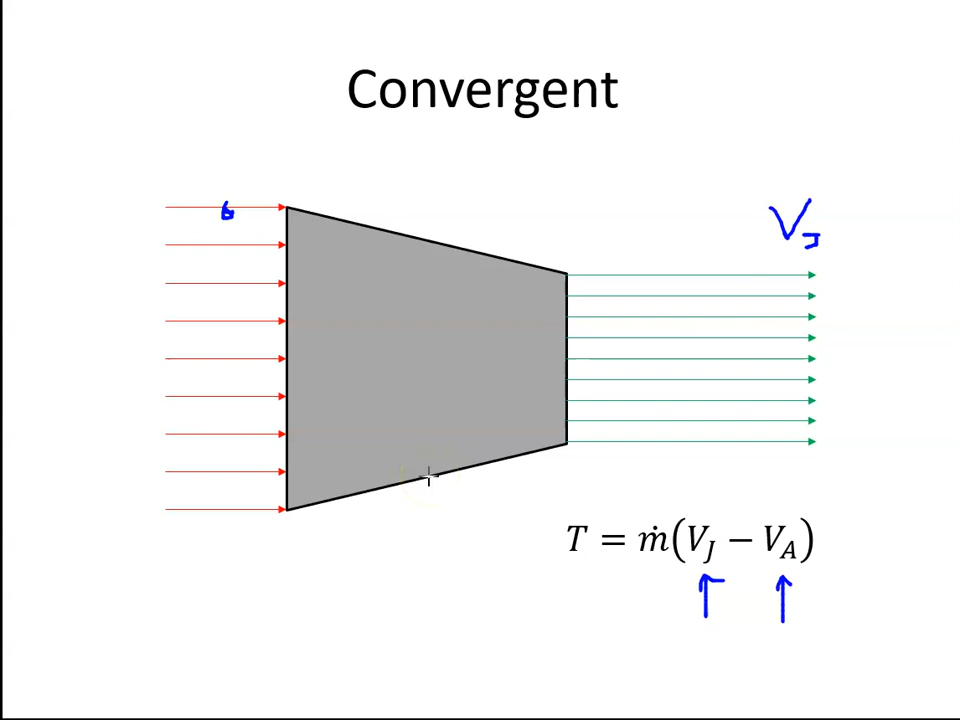 Convergent
V_J
T = ṁ(V_J − V_A)